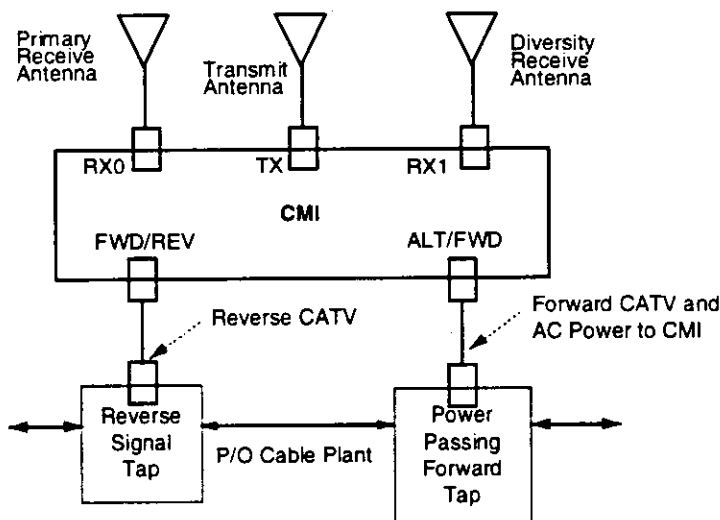 Primary
Receive
Antenna
Transmit
Antenna
Diversity
Receive
Antenna
RX0
TX
RX1
CMI
FWD/REV
ALT/FWD
Reverse CATV
Forward CATV and
AC Power to CMI
Reverse
Signal
Tap
P/O Cable Plant
Power
Passing
Forward
Tap